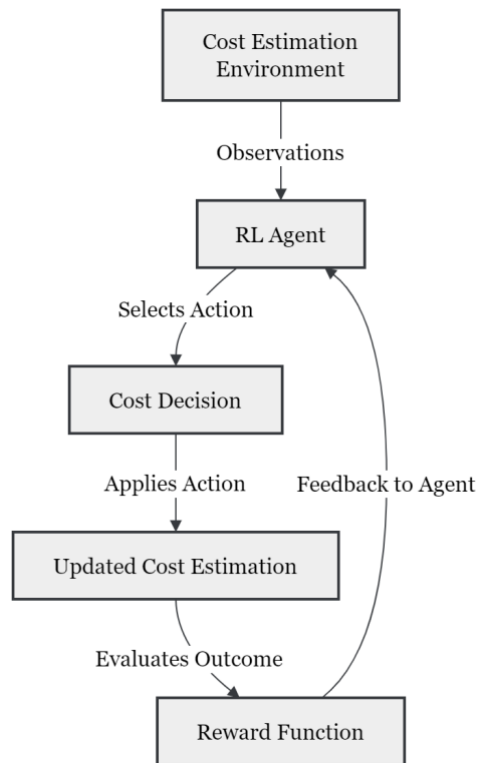 Cost Estimation
Environment
Observations
RL Agent
Selects Action
Cost Decision
Applies Action
Feedback to Agent
Updated Cost Estimation
Evaluates Outcome
Reward Function